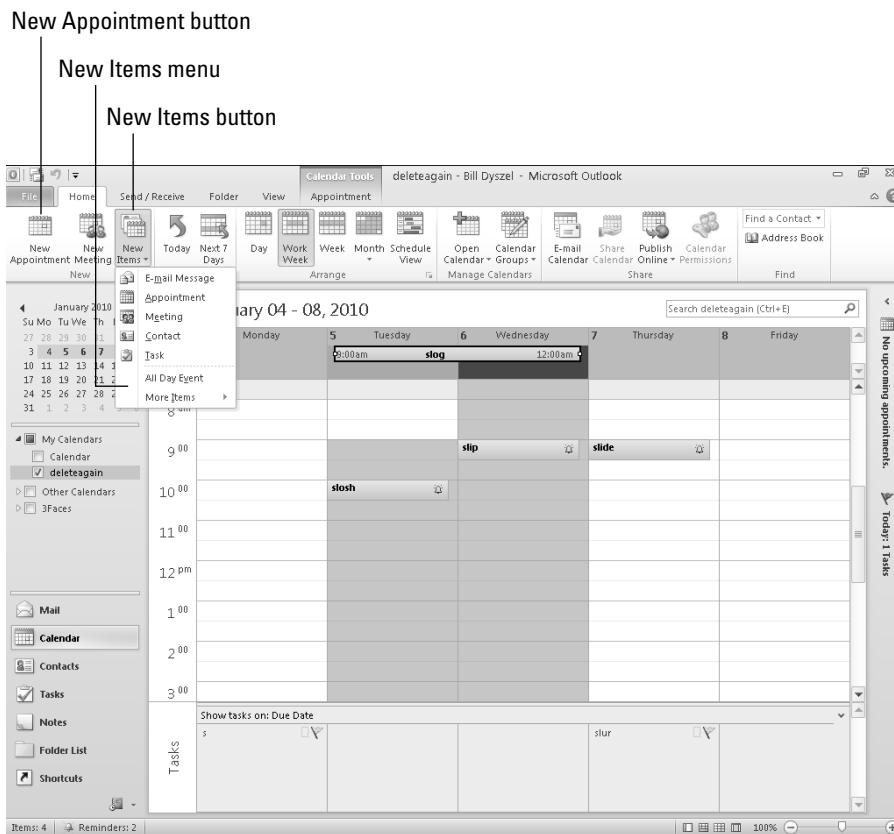 New Appointment button
New Items menu
New Items button
Calendar Tools deleteagain - Bill Dyszel - Microsoft Outlook
File Home Send / Receive Folder View Appointment
New Appointment
New Meeting
New Items
Today
Next 7 Days
Day
Work Week
Week
Month
Schedule View
Open Calendar
Calendar Groups
E-mail Calendar
Share Calendar
Publish Online
Calendar Permissions
Find a Contact
Address Book
New Arrange Manage Calendars Share Find
E-mail Message
Appointment
Meeting
Contact
Task
All Day Event
More Items
January 2010
Su Mo Tu We Th
27 28 29 30 31
3 4 5 6 7
10 11 12 13 14 1
17 18 19 20 21 2
24 25 26 27 28 2
31 1 2 3 4 5 6
uary 04 - 08, 2010
Search deleteagain (Ctrl+E)
Monday 5 Tuesday 6 Wednesday 7 Thursday 8 Friday
9:00am slog 12:00am
8 am
9 00 slip slide
10 00 slosh
11 00
12 pm
1 00
2 00
3 00
My Calendars
Calendar
deleteagain
Other Calendars
3Faces
Mail
Calendar
Contacts
Tasks
Notes
Folder List
Shortcuts
Tasks
Show tasks on: Due Date
s slur
No upcoming appointments.
Today: 1 Tasks
Items: 4 Reminders: 2 100%